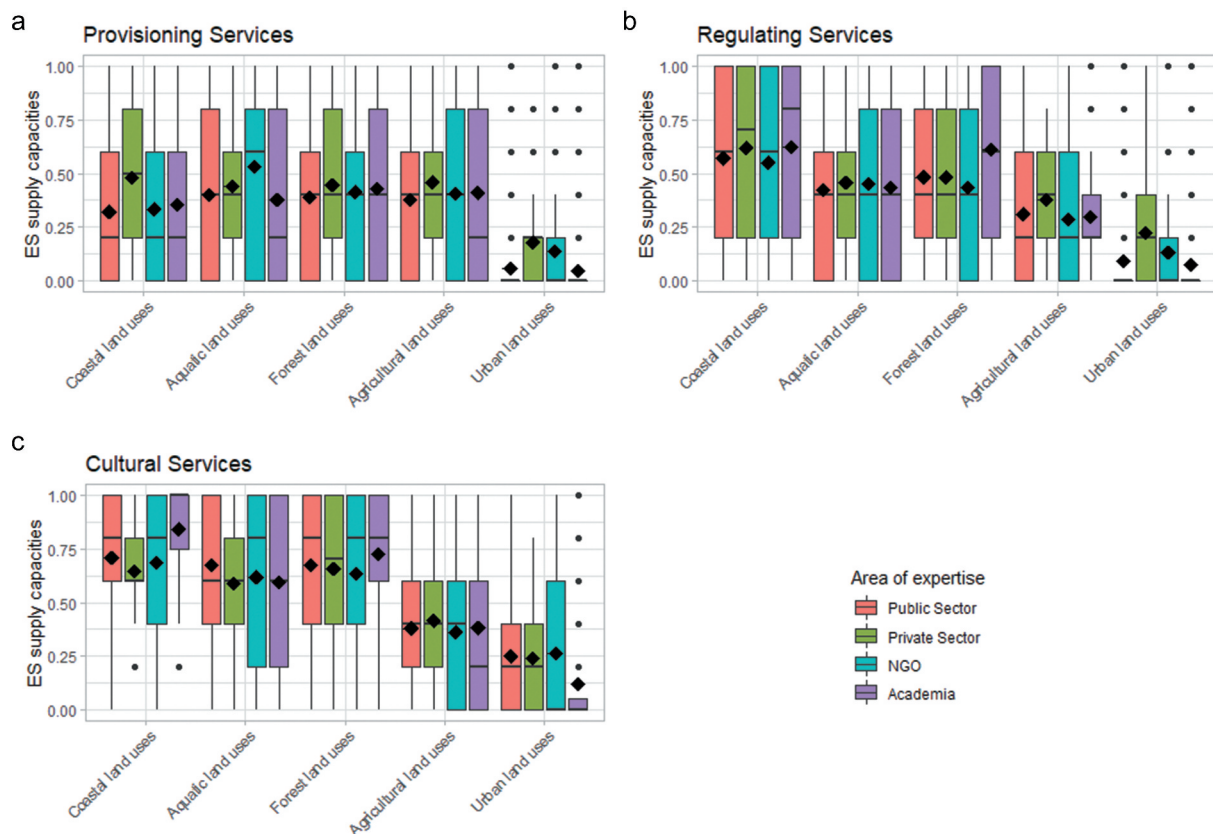 a
Provisioning Services
ES supply capacities
1.00
0.75
0.50
0.25
0.00
Coastal land uses
Aquatic land uses
Forest land uses
Agricultural land uses
Urban land uses
b
Regulating Services
ES supply capacities
1.00
0.75
0.50
0.25
0.00
Coastal land uses
Aquatic land uses
Forest land uses
Agricultural land uses
Urban land uses
c
Cultural Services
ES supply capacities
1.00
0.75
0.50
0.25
0.00
Coastal land uses
Aquatic land uses
Forest land uses
Agricultural land uses
Urban land uses
Area of expertise
Public Sector
Private Sector
NGO
Academia